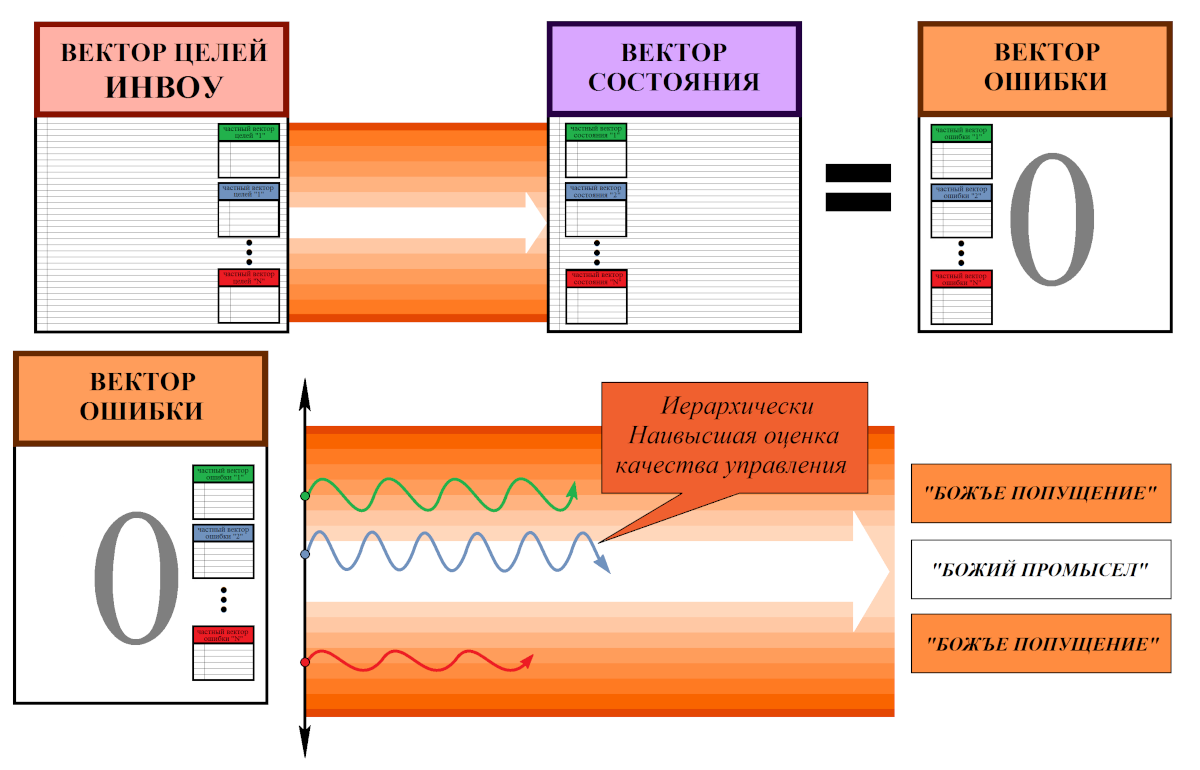 ВЕКТОР ЦЕЛЕЙ
ИНВОУ
ВЕКТОР
СОСТОЯНИЯ
ВЕКТОР
ОШИБКИ
частный вектор
целей "1"
частный вектор
целей "1"
частный вектор
целей "N"
частный вектор
состояния "1"
частный вектор
состояния "2"
частный вектор
состояния "N"
=
частный вектор
ошибки "1"
частный вектор
ошибки "2"
частный вектор
ошибки "N"
0
ВЕКТОР
ОШИБКИ
0
частный вектор
ошибки "1"
частный вектор
ошибки "2"
частный вектор
ошибки "N"
Иерархически
Наивысшая оценка
качества управления
"БОЖЪЕ ПОПУЩЕНИЕ"
"БОЖИЙ ПРОМЫСЕЛ"
"БОЖЪЕ ПОПУЩЕНИЕ"